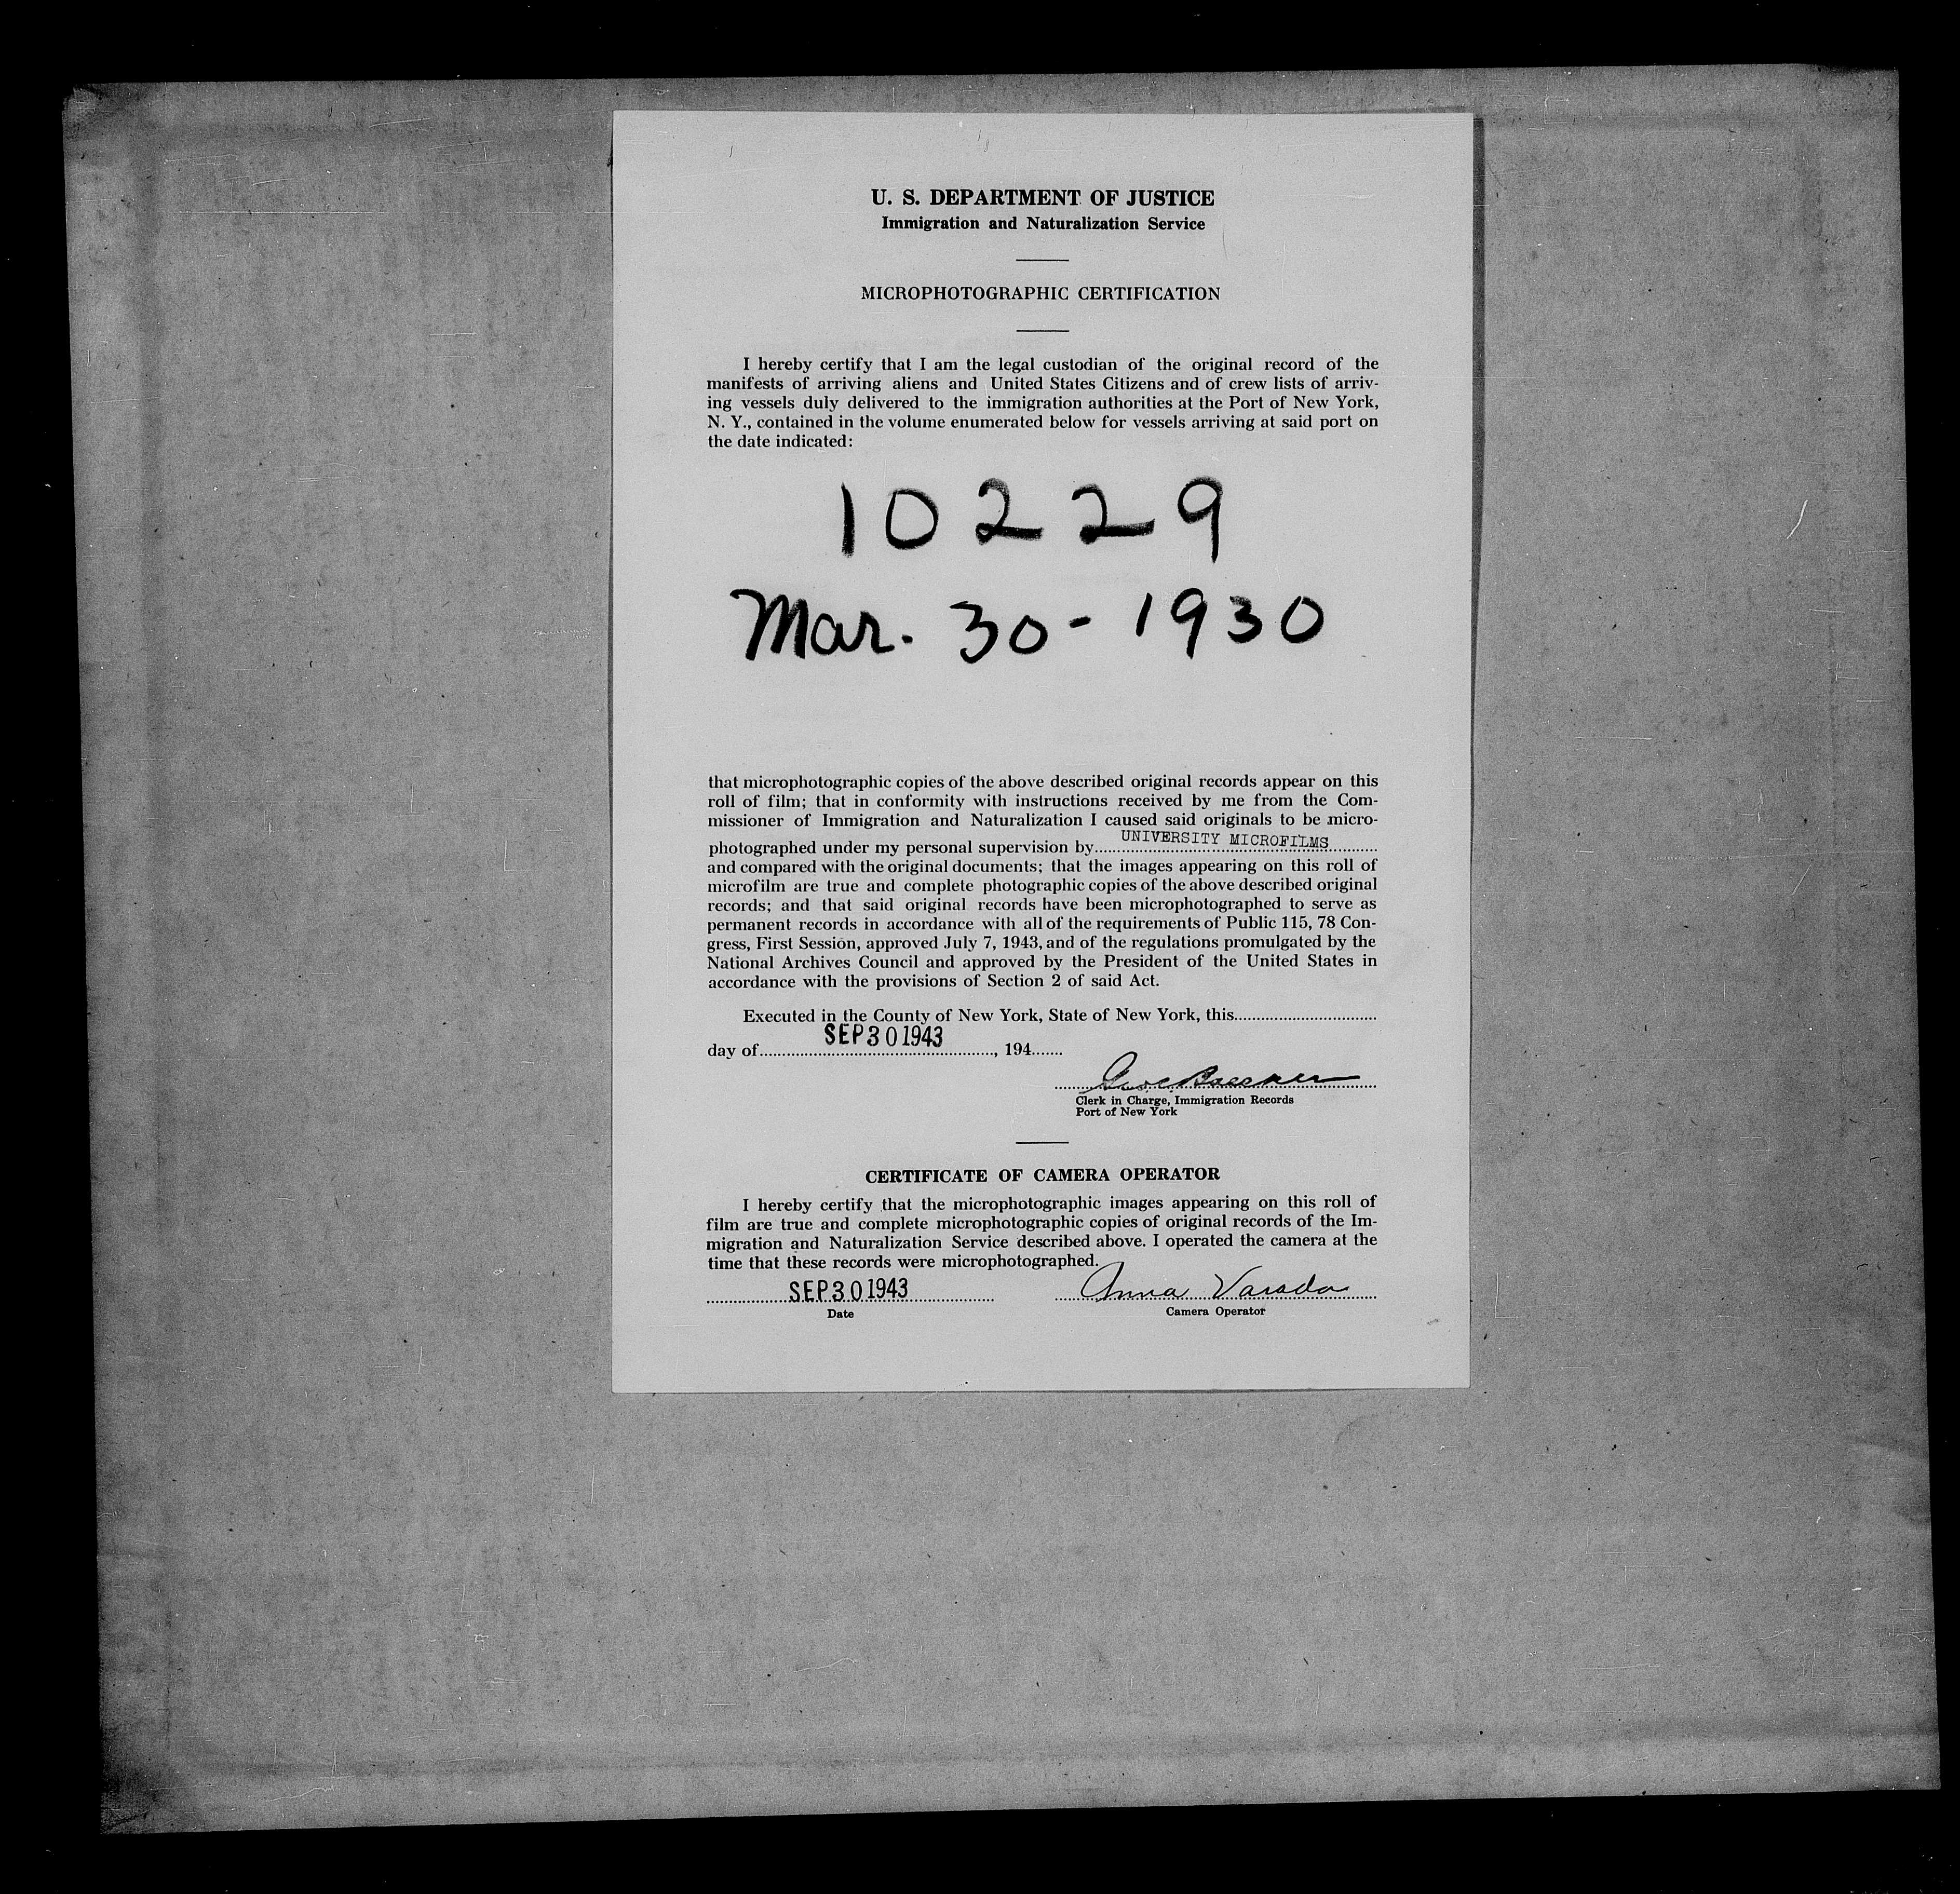 U. S. DEPARTMENT OF JUSTICE
Immigration and Naturalization Service
MICROPHOTOGRAPHIC CERTIFICATION
I hereby certify that I am the legal custodian of the original record of the
manifests of arriving aliens and United States Citizens and of crew lists of arriv-
ing vessels duly delivered to the immigration authorities at the Port of New York,
N. Y., contained in the volume enumerated below for vessels arriving at said port on
the date indicated:
10229
Mar. 30 - 1930
that microphotographic copies of the above described original records appear on this
roll of film; that in conformity with instructions received by me from the Com-
missioner of Immigration and Naturalization I caused said originals to be micro-
photographed under my personal supervision by UNIVERSITY MICROFILMS
and compared with the original documents; that the images appearing on this roll of
microfilm are true and complete photographic copies of the above described original
records; and that said original records have been microphotographed to serve as
permanent records in accordance with all of the requirements of Public 115, 78 Con-
gress, First Session, approved July 7, 1943, and of the regulations promulgated by the
National Archives Council and approved by the President of the United States in
accordance with the provisions of Section 2 of said Act.
Executed in the County of New York, State of New York, this
day of SEP 30 1943, 194
Clerk in Charge, Immigration Records
Port of New York
CERTIFICATE OF CAMERA OPERATOR
I hereby certify that the microphotographic images appearing on this roll of
film are true and complete microphotographic copies of original records of the Im-
migration and Naturalization Service described above. I operated the camera at the
time that these records were microphotographed.
SEP 30 1943 Anna Varada
Date Camera Operator